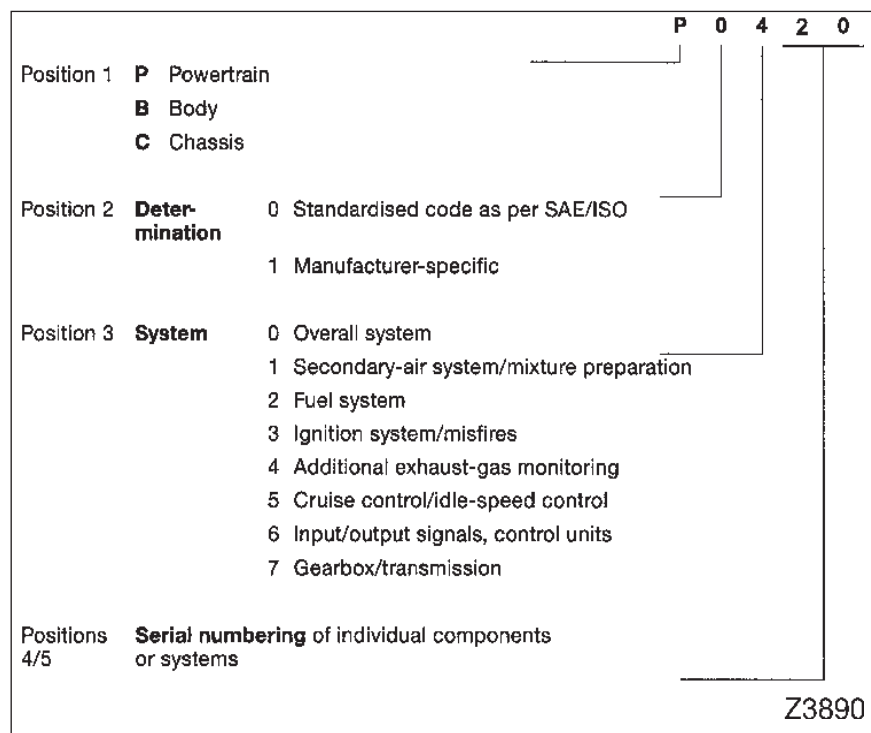 P 0 4 2 0
Position 1 P Powertrain
B Body
C Chassis
Position 2 Deter- 0 Standardised code as per SAE/ISO
mination
1 Manufacturer-specific
Position 3 System 0 Overall system
1 Secondary-air system/mixture preparation
2 Fuel system
3 Ignition system/misfires
4 Additional exhaust-gas monitoring
5 Cruise control/idle-speed control
6 Input/output signals, control units
7 Gearbox/transmission
Positions Serial numbering of individual components
4/5 or systems
Z3890